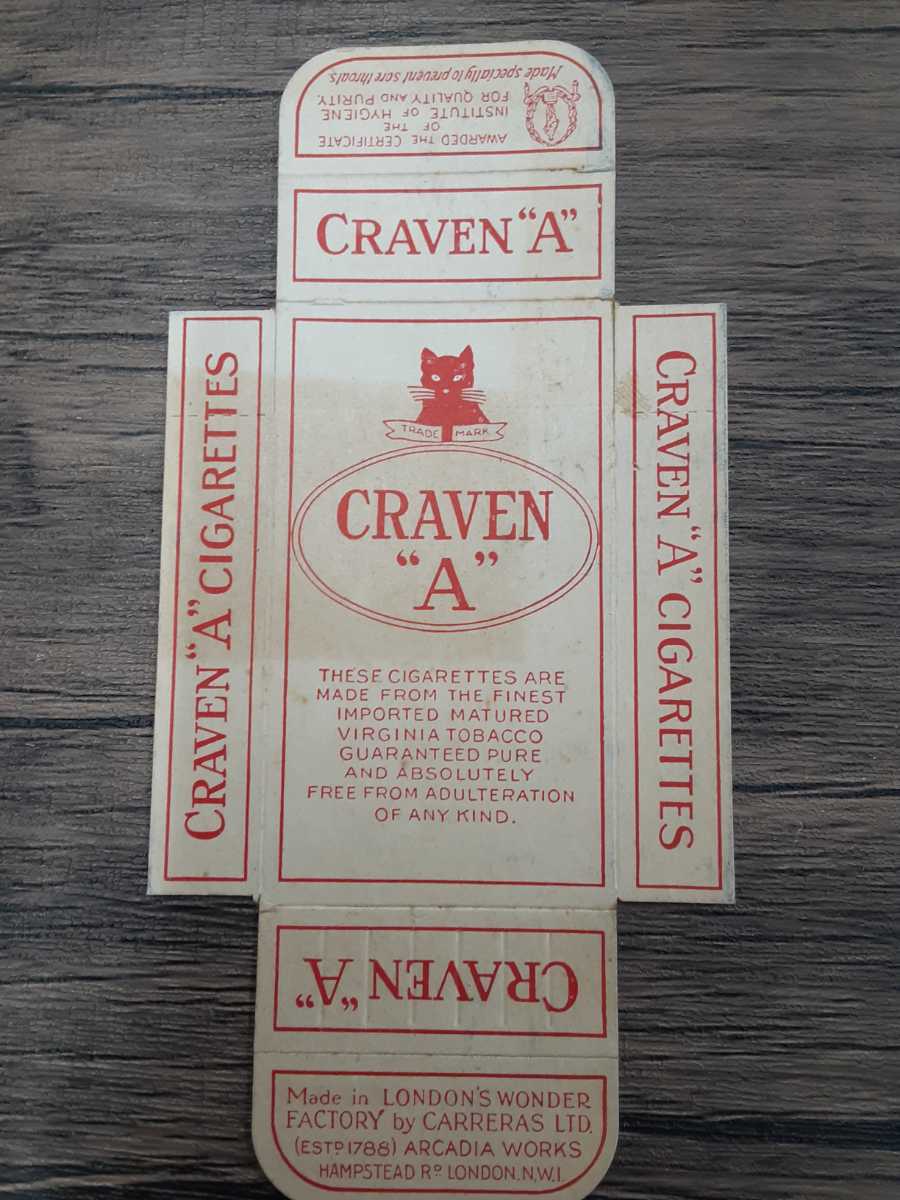 Made specially to prevent sore throats.
AWARDED THE CERTIFICATE
OF THE
INSTITUTE OF HYGIENE
FOR QUALITY AND PURITY.
CRAVEN "A"
TRADE MARK
CRAVEN
"A"
THESE CIGARETTES ARE
MADE FROM THE FINEST
IMPORTED MATURED
VIRGINIA TOBACCO
GUARANTEED PURE
AND ABSOLUTELY
FREE FROM ADULTERATION
OF ANY KIND.
CRAVEN "A" CIGARETTES
CRAVEN "A" CIGARETTES
CRAVEN "A"
Made in LONDON'S WONDER
FACTORY by CARRERAS LTD.
(ESTD 1788) ARCADIA WORKS
HAMPSTEAD RD LONDON, N.W.1.